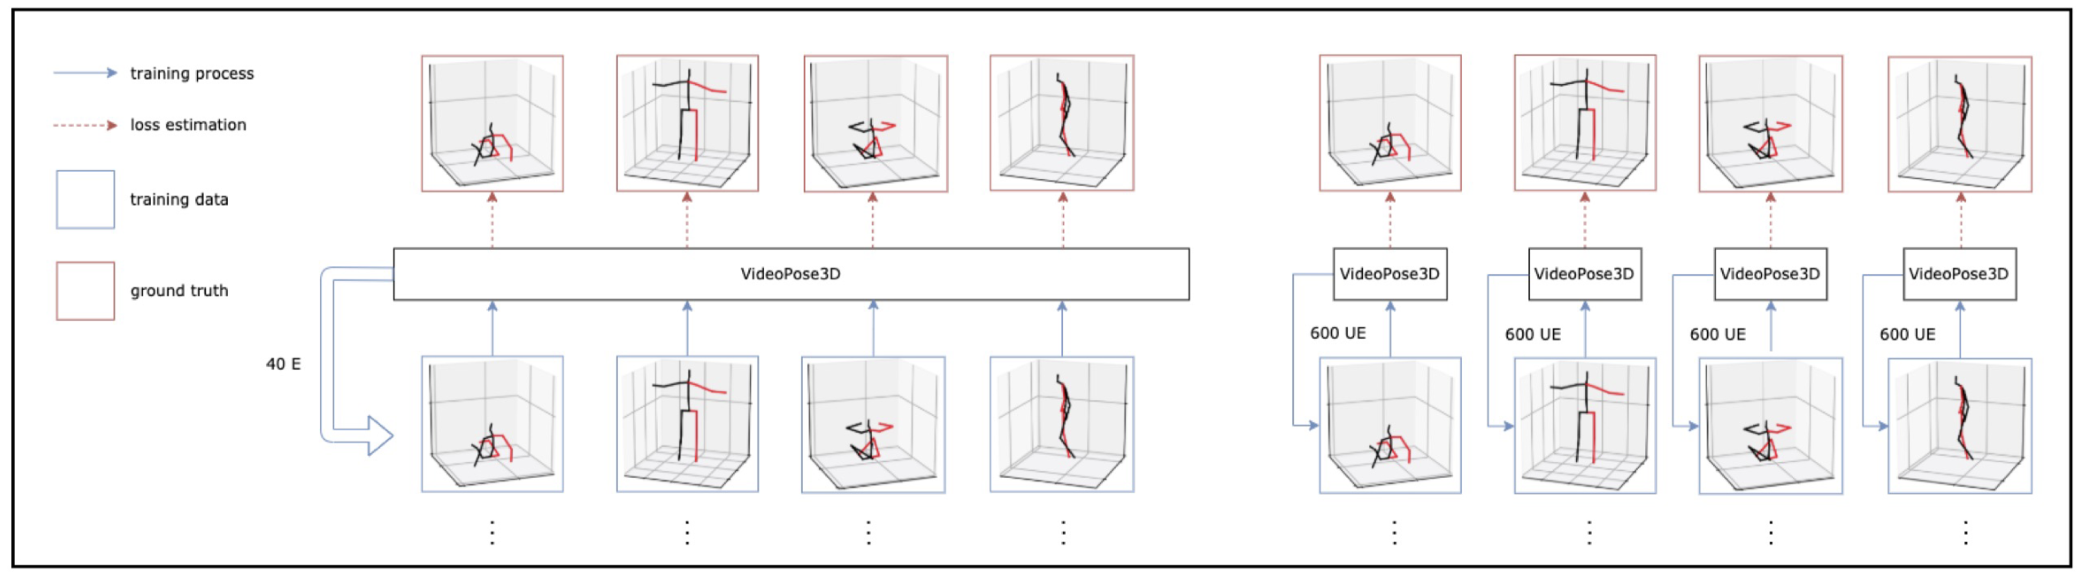 training process
loss estimation
training data
ground truth
VideoPose3D
40 E
VideoPose3D
VideoPose3D
VideoPose3D
VideoPose3D
600 UE
600 UE
600 UE
600 UE